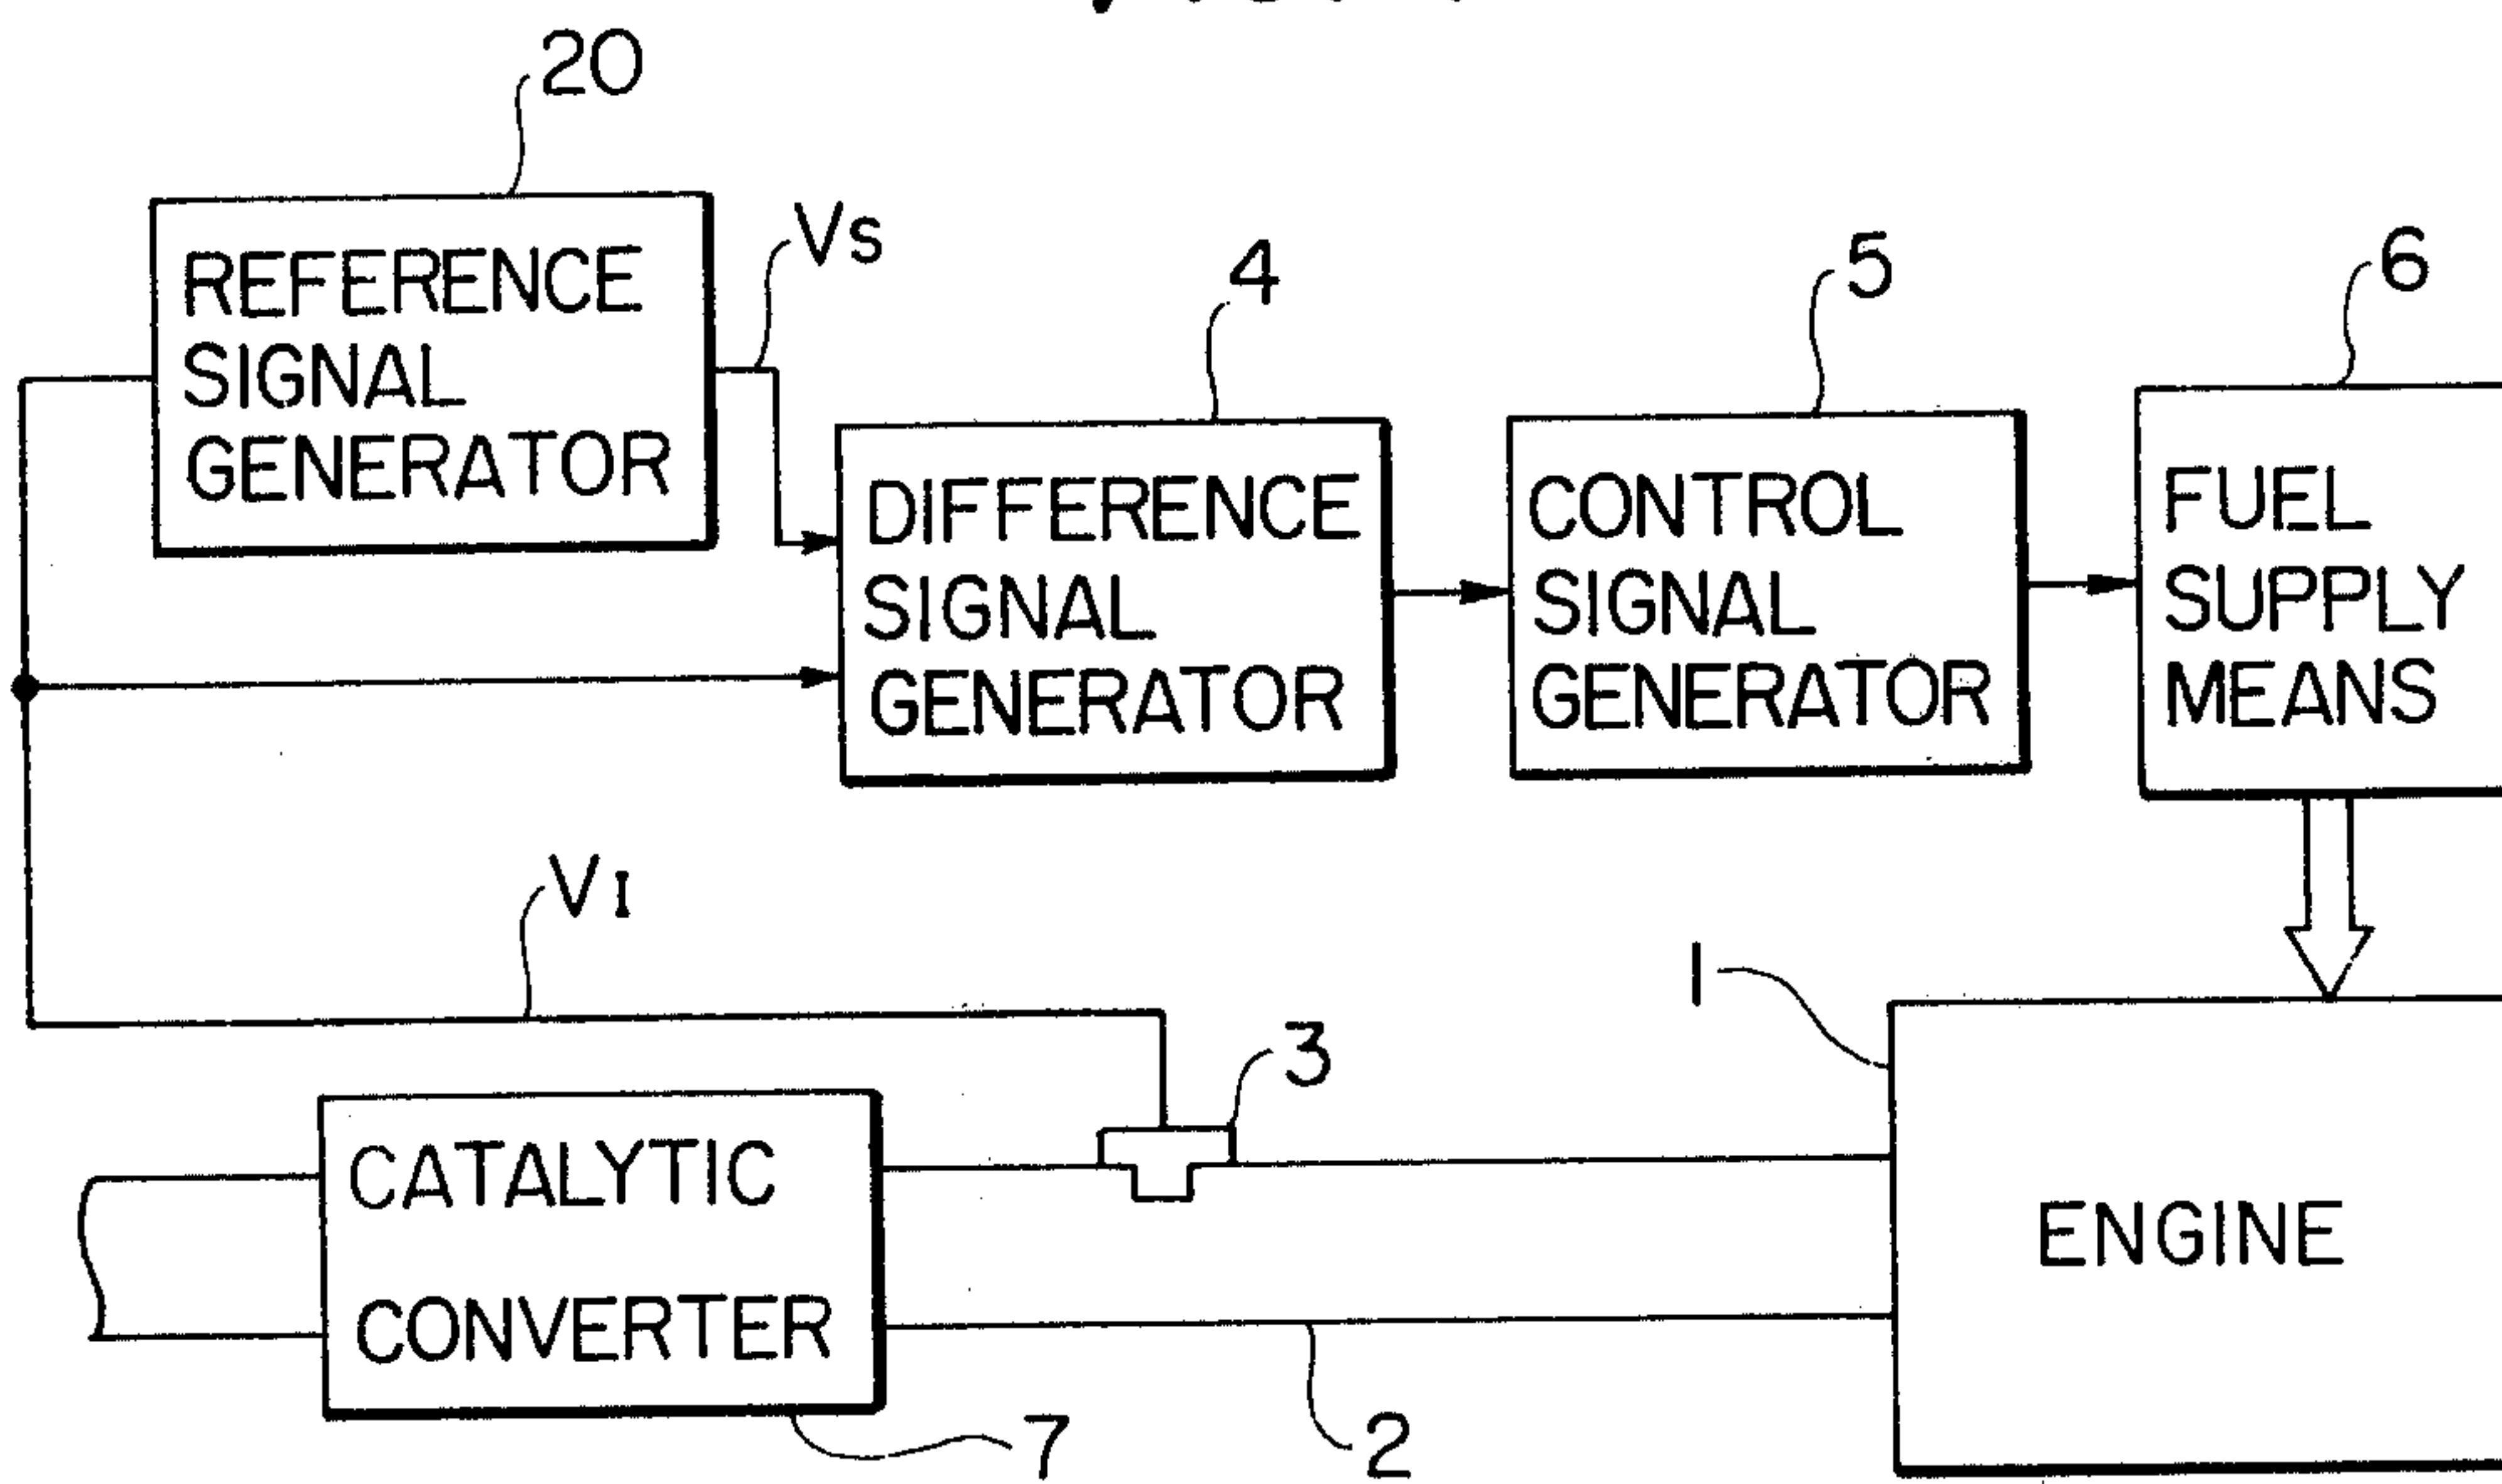 20
REFERENCE
SIGNAL
GENERATOR
Vs
4
DIFFERENCE
SIGNAL
GENERATOR
5
CONTROL
SIGNAL
GENERATOR
6
FUEL
SUPPLY
MEANS
VI
1
3
CATALYTIC
CONVERTER
ENGINE
7
2